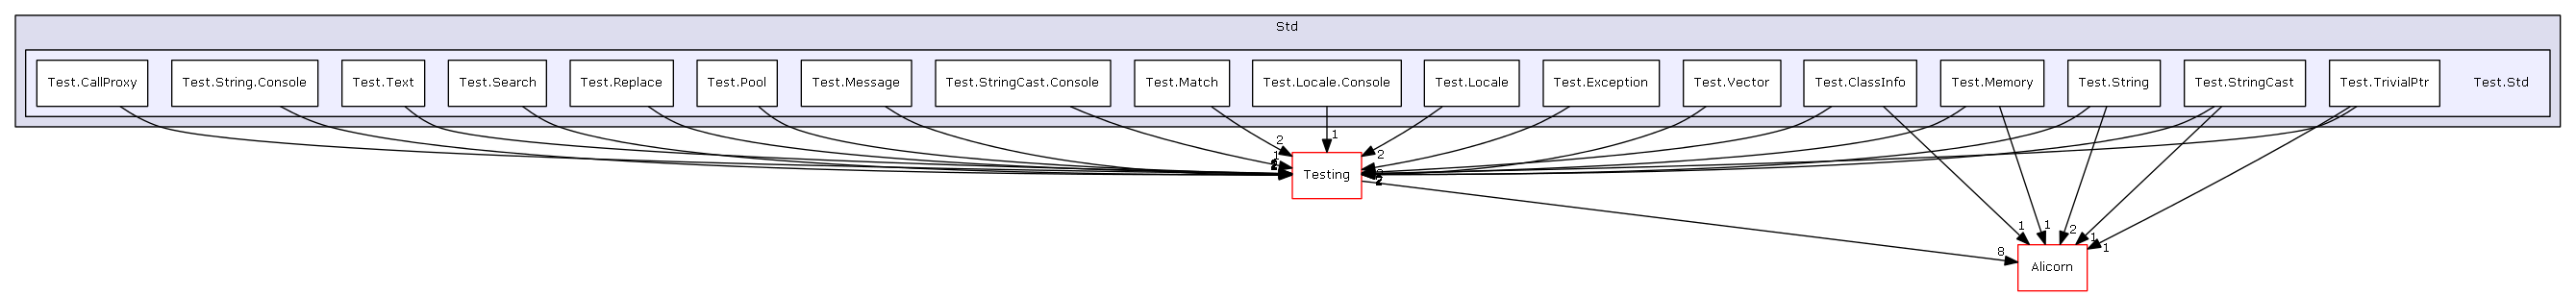 Std
Test.CallProxy
Test.String.Console
Test.Text
Test.Search
Test.Replace
Test.Pool
Test.Message
Test.StringCast.Console
Test.Match
Test.Locale.Console
Test.Locale
Test.Exception
Test.Vector
Test.ClassInfo
Test.Memory
Test.String
Test.StringCast
Test.TrivialPtr
Test.Std
2
1
2
1
Testing
1
1
2
1
1
8
Alicorn